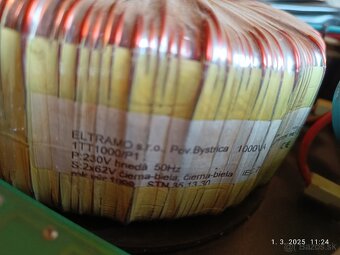 ELTRAMO s.r.o., Pov.Bystrica 1000VA
1TT1000/P1
P:230V hnedá 50Hz
S:2x62V čierna-biela, čierna-biela
STN 35 13 30
1. 3. 2025 11:24